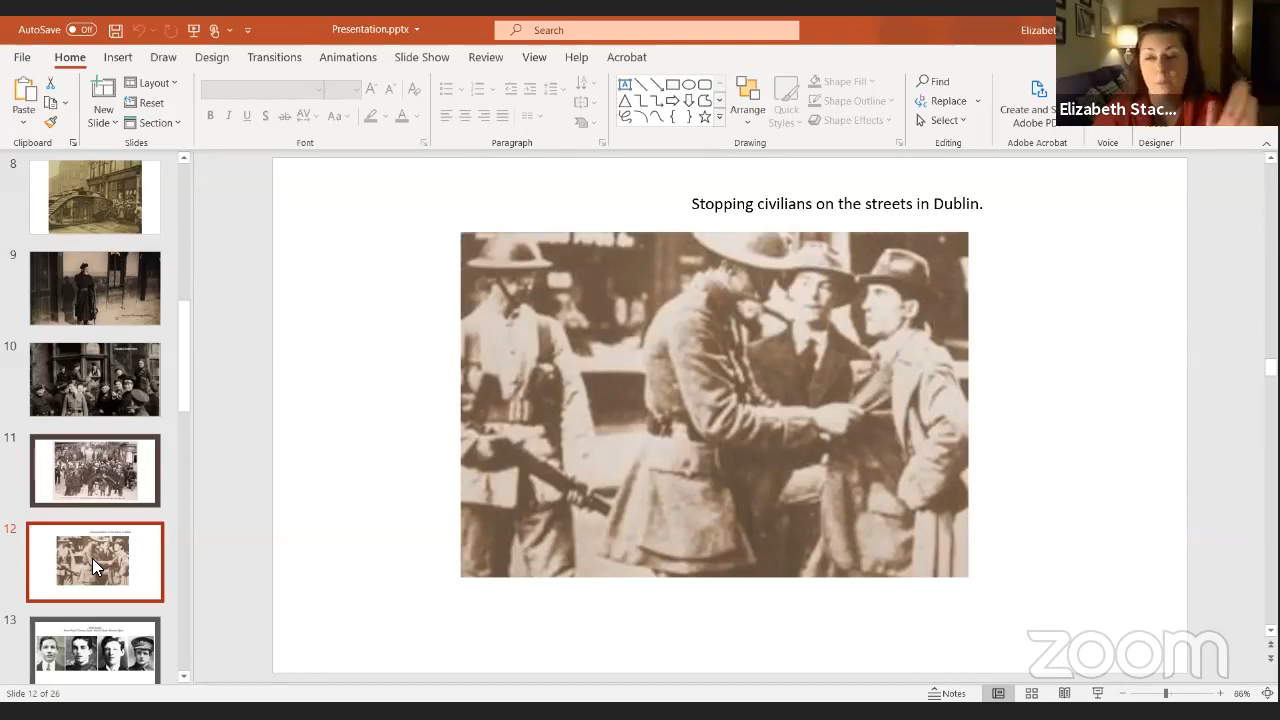 AutoSave Off
Presentation.pptx
Search
Elizabet
File Home Insert Draw Design Transitions Animations Slide Show Review View Help Acrobat
Paste
New
Slide
Layout
Reset
Section
Arrange
Quick
Styles
Shape Fill
Shape Outline
Shape Effects
Find
Replace
Select
Create and S
Adobe PD
Clipboard Slides Font Paragraph Drawing Editing Adobe Acrobat Voice Designer
Elizabeth Stac...
8
9
10
11
12
13
Stopping civilians on the streets in Dublin.
zoom
Slide 12 of 26
Notes
86%